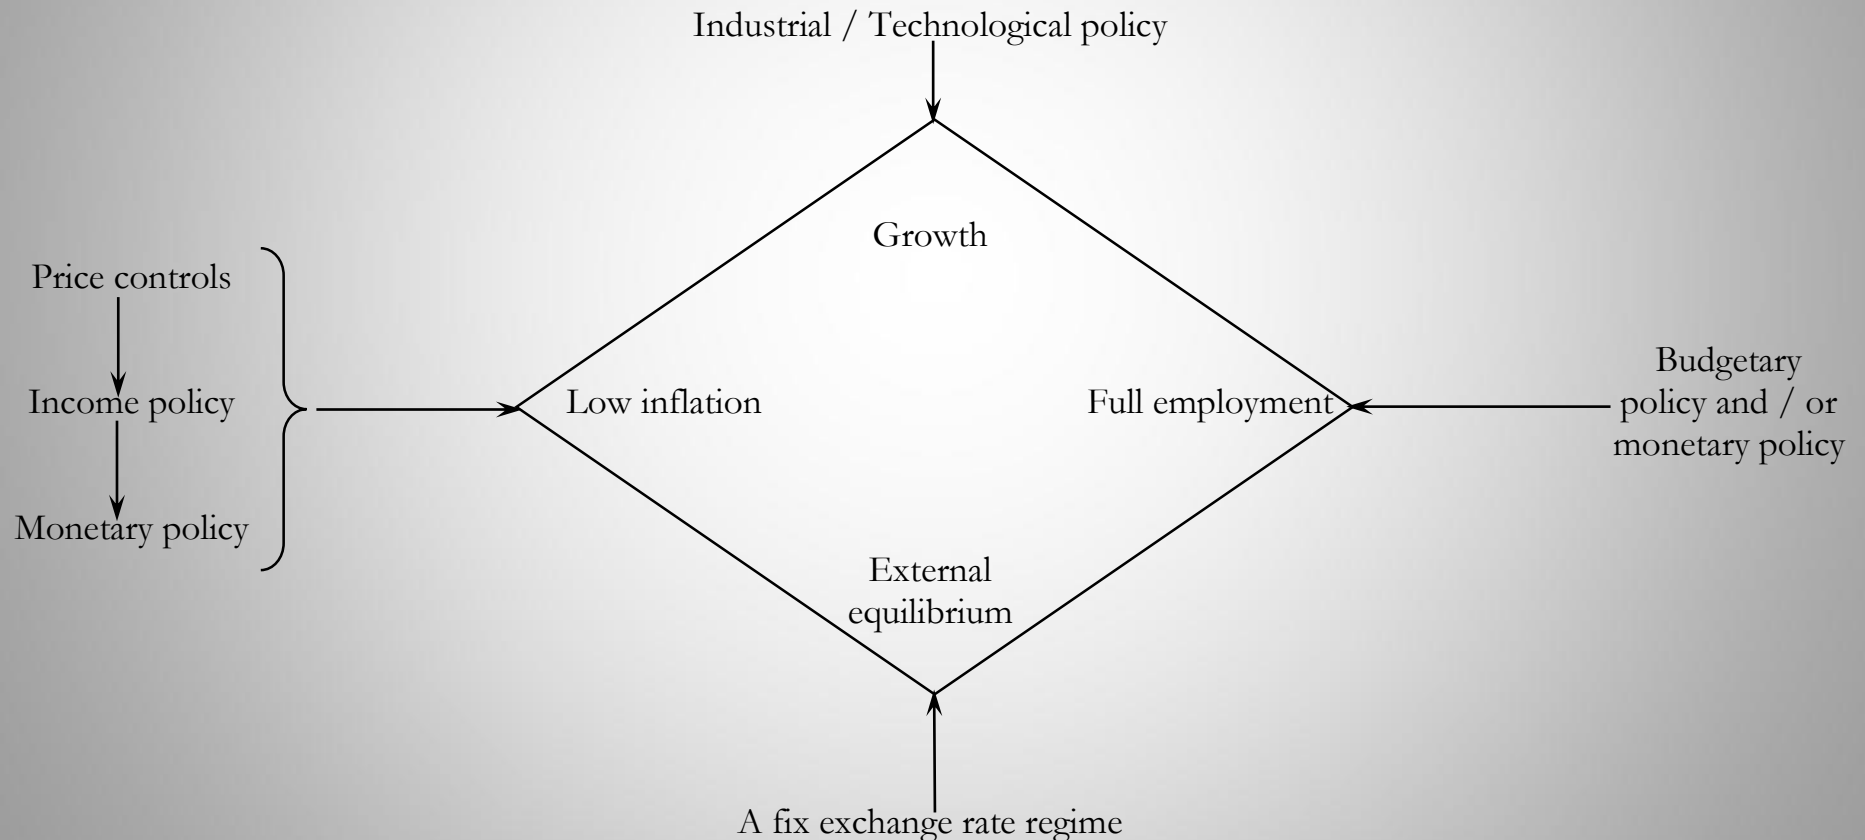 Industrial / Technological policy
Growth
Price controls
Income policy
Monetary policy
Low inflation
Full employment
Budgetary
policy and / or
monetary policy
External
equilibrium
A fix exchange rate regime